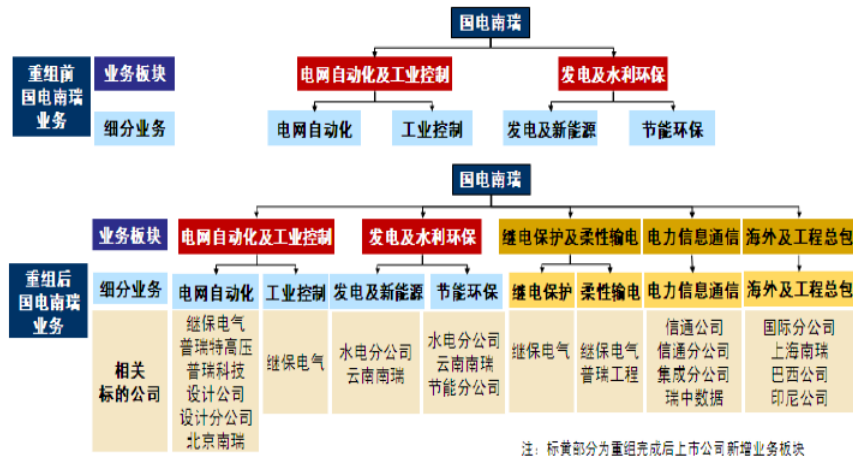 国电南瑞
重组前
国电南瑞
业务
业务板块
电网自动化及工业控制
发电及水利环保
细分业务
电网自动化
工业控制
发电及新能源
节能环保
国电南瑞
重组后
国电南瑞
业务
业务板块
电网自动化及工业控制
发电及水利环保
继电保护及柔性输电
电力信息通信
海外及工程总包
细分业务
电网自动化
工业控制
发电及新能源
节能环保
继电保护
柔性输电
电力信息通信
海外及工程总包
相关
标的公司
继保电气
普瑞特高压
普瑞科技
设计公司
设计分公司
北京南瑞
继保电气
水电分公司
云南南瑞
水电分公司
云南南瑞
节能分公司
继保电气
继保电气
普瑞工程
信通公司
信通分公司
集成分公司
瑞中数据
国际分公司
上海南瑞
巴西公司
印尼公司
注：标黄部分为重组完成后上市公司新增业务板块